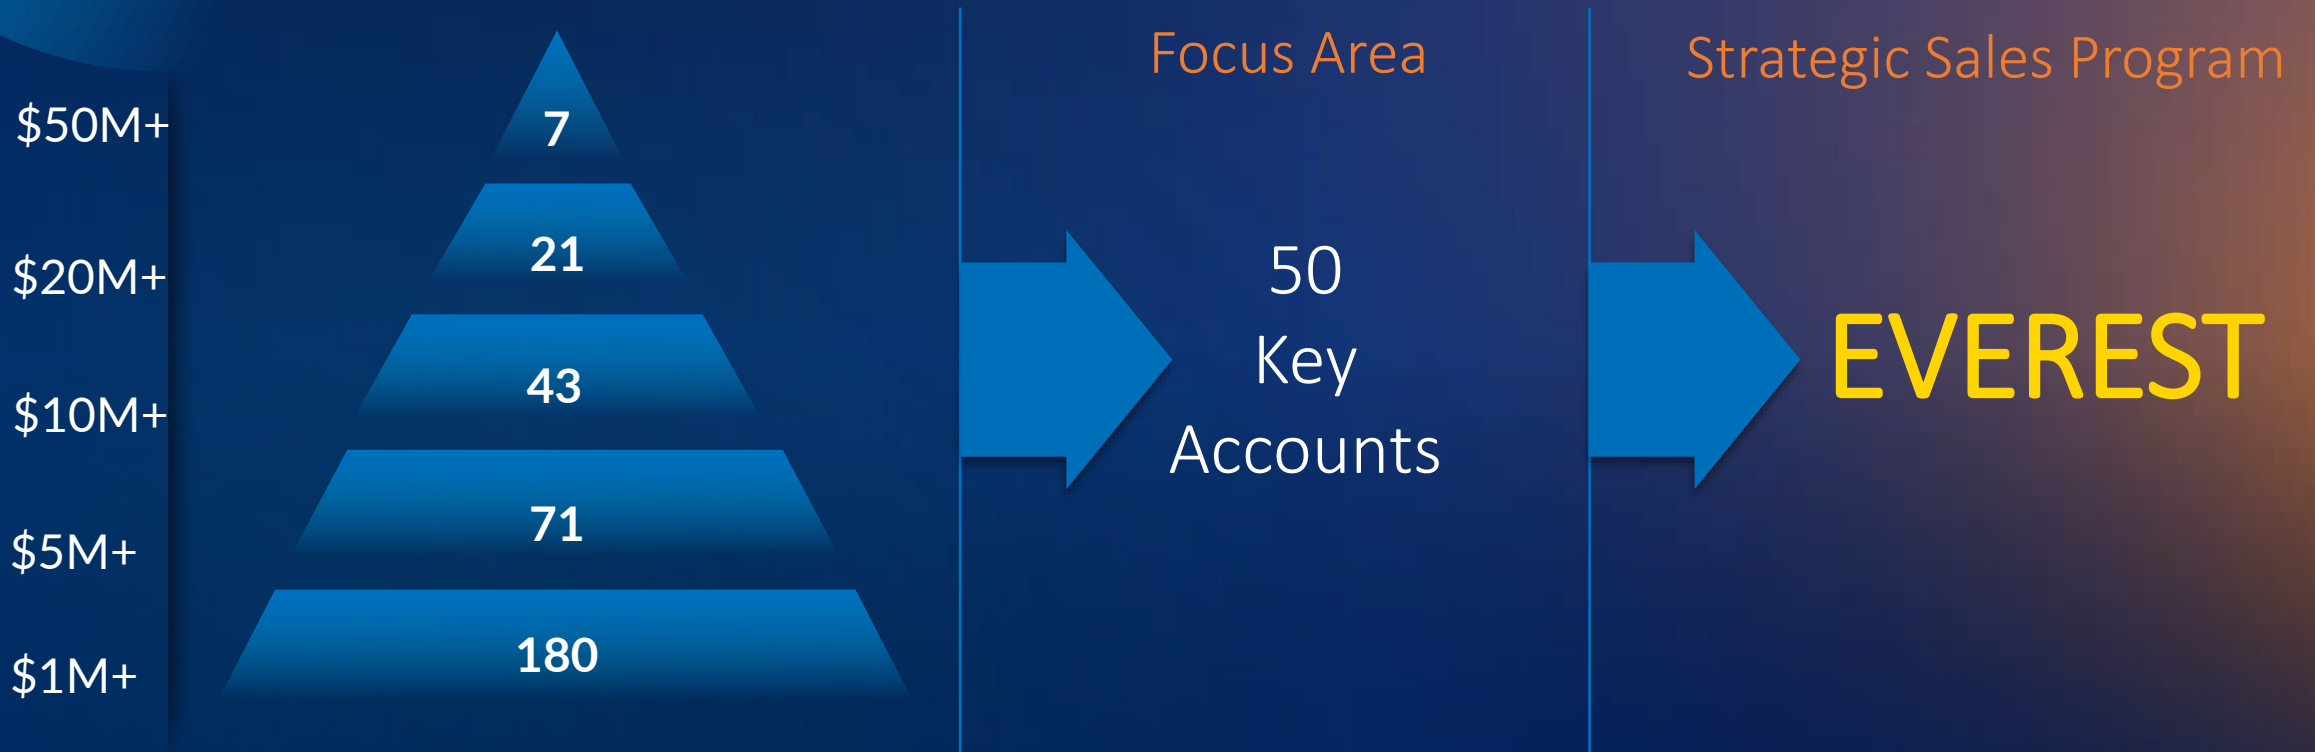 $50M+
7
$20M+
21
$10M+
43
$5M+
71
$1M+
180
Focus Area
50
Key
Accounts
Strategic Sales Program
EVEREST